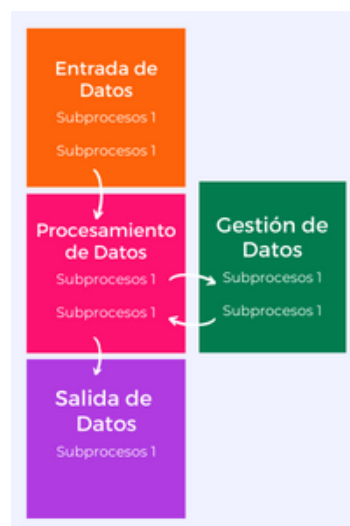 Entrada de
Datos
Subprocesos 1
Subprocesos 1
Procesamiento
de Datos
Subprocesos 1
Subprocesos 1
Gestión de
Datos
Subprocesos 1
Subprocesos 1
Salida de
Datos
Subprocesos 1